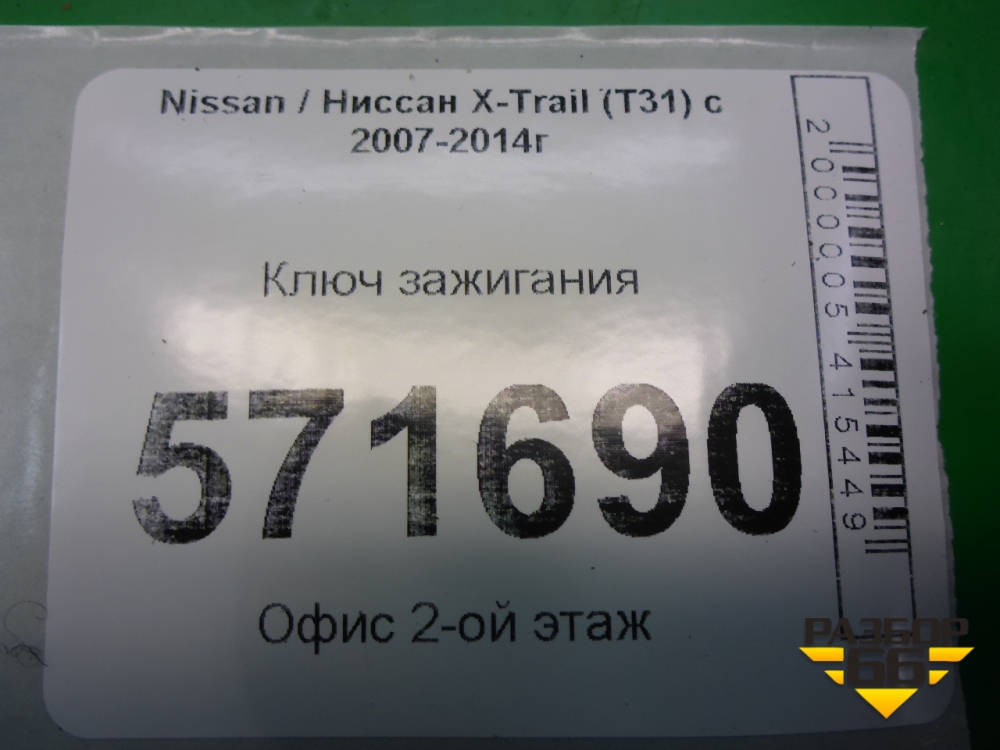 Nissan / Ниссан X-Trail (T31) с
2007-2014г
Ключ зажигания
571690
Офис 2-ой этаж
2000005415449
РАЗБОР
66